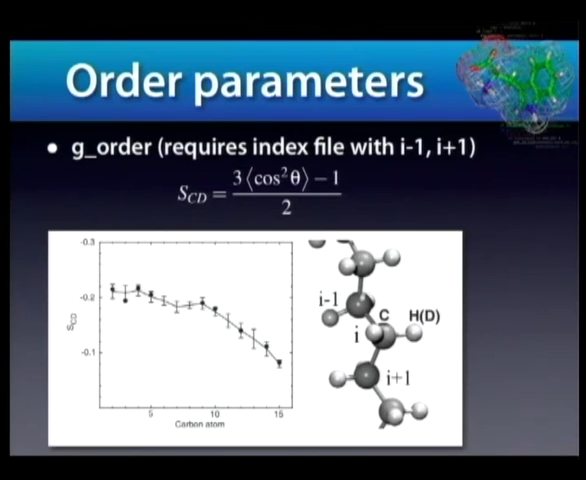 Order parameters
• g_order (requires index file with i-1, i+1)
S_CD = 3⟨cos²θ⟩ − 1 / 2
-0.3
-0.2
-0.1
S_CD
5
10
15
Carbon atom
i-1
C
H(D)
i
i+1